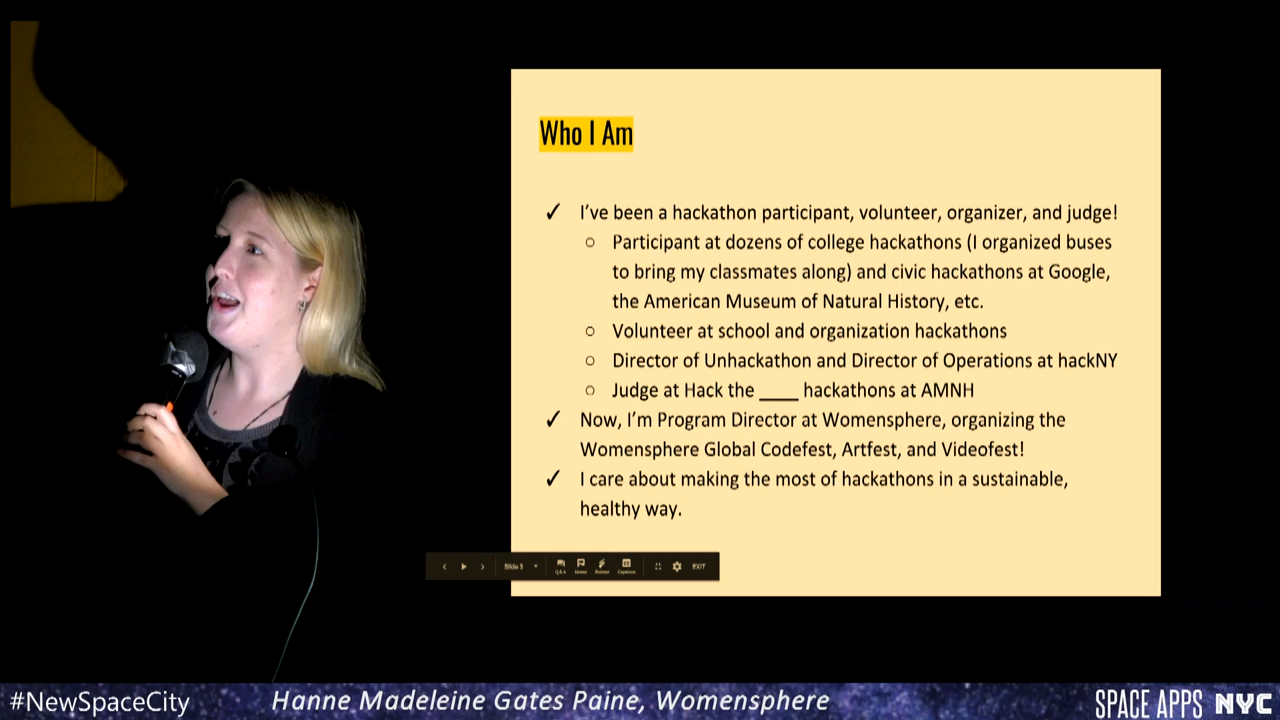 Who I Am
✓ I've been a hackathon participant, volunteer, organizer, and judge!
○ Participant at dozens of college hackathons (I organized buses
to bring my classmates along) and civic hackathons at Google,
the American Museum of Natural History, etc.
○ Volunteer at school and organization hackathons
○ Director of Unhackathon and Director of Operations at hackNY
○ Judge at Hack the ____ hackathons at AMNH
✓ Now, I'm Program Director at Womensphere, organizing the
Womensphere Global Codefest, Artfest, and Videofest!
✓ I care about making the most of hackathons in a sustainable,
healthy way.
Slide 3
Q&A Notes Captions EXIT
#NewSpaceCity
Hanne Madeleine Gates Paine, Womensphere
SPACE APPS NYC